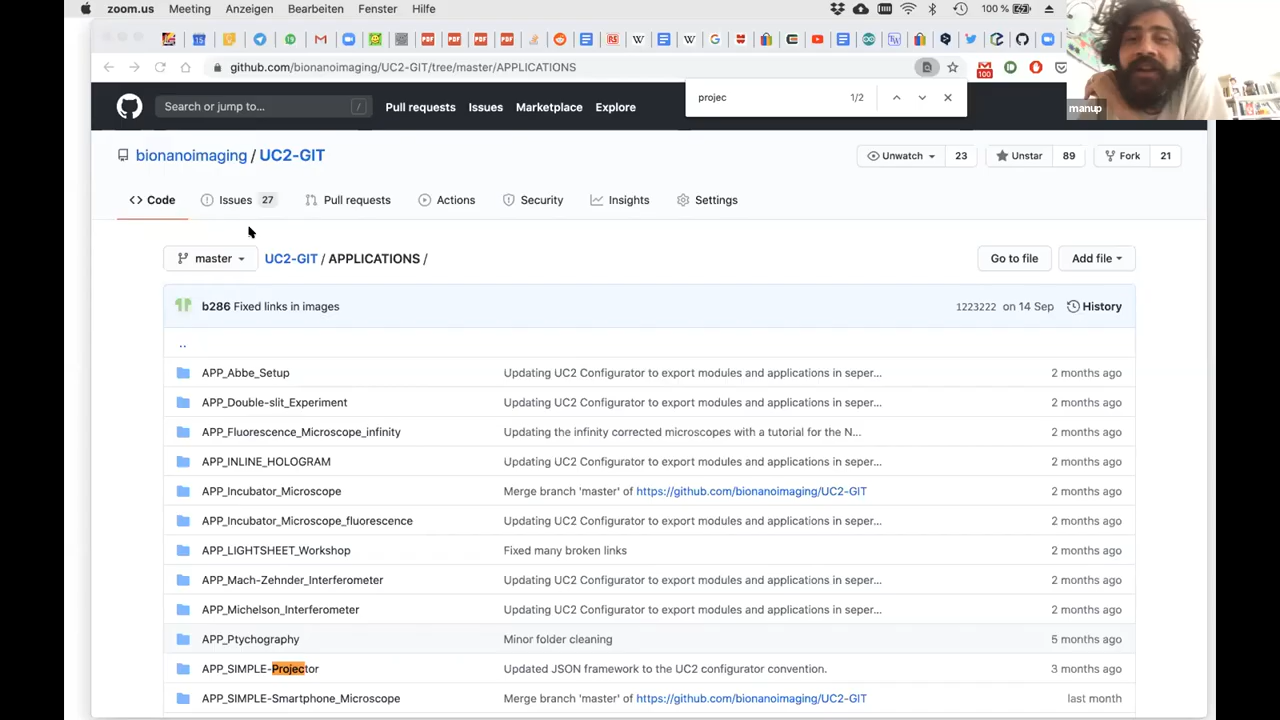 zoom.us Meeting Anzeigen Bearbeiten Fenster Hilfe 100 %
github.com/bionanoimaging/UC2-GIT/tree/master/APPLICATIONS
100
projec 1/2
manup
Search or jump to... / Pull requests Issues Marketplace Explore
bionanoimaging / UC2-GIT
Unwatch 23 Unstar 89 Fork 21
Code Issues 27 Pull requests Actions Security Insights Settings
master UC2-GIT / APPLICATIONS / Go to file Add file
b286 Fixed links in images 1223222 on 14 Sep History
..
APP_Abbe_Setup Updating UC2 Configurator to export modules and applications in seper... 2 months ago
APP_Double-slit_Experiment Updating UC2 Configurator to export modules and applications in seper... 2 months ago
APP_Fluorescence_Microscope_infinity Updating the infinity corrected microscopes with a tutorial for the N... 2 months ago
APP_INLINE_HOLOGRAM Updating UC2 Configurator to export modules and applications in seper... 2 months ago
APP_Incubator_Microscope Merge branch 'master' of https://github.com/bionanoimaging/UC2-GIT 2 months ago
APP_Incubator_Microscope_fluorescence Updating UC2 Configurator to export modules and applications in seper... 2 months ago
APP_LIGHTSHEET_Workshop Fixed many broken links 2 months ago
APP_Mach-Zehnder_Interferometer Updating UC2 Configurator to export modules and applications in seper... 2 months ago
APP_Michelson_Interferometer Updating UC2 Configurator to export modules and applications in seper... 2 months ago
APP_Ptychography Minor folder cleaning 5 months ago
APP_SIMPLE-Projector Updated JSON framework to the UC2 configurator convention. 3 months ago
APP_SIMPLE-Smartphone_Microscope Merge branch 'master' of https://github.com/bionanoimaging/UC2-GIT last month